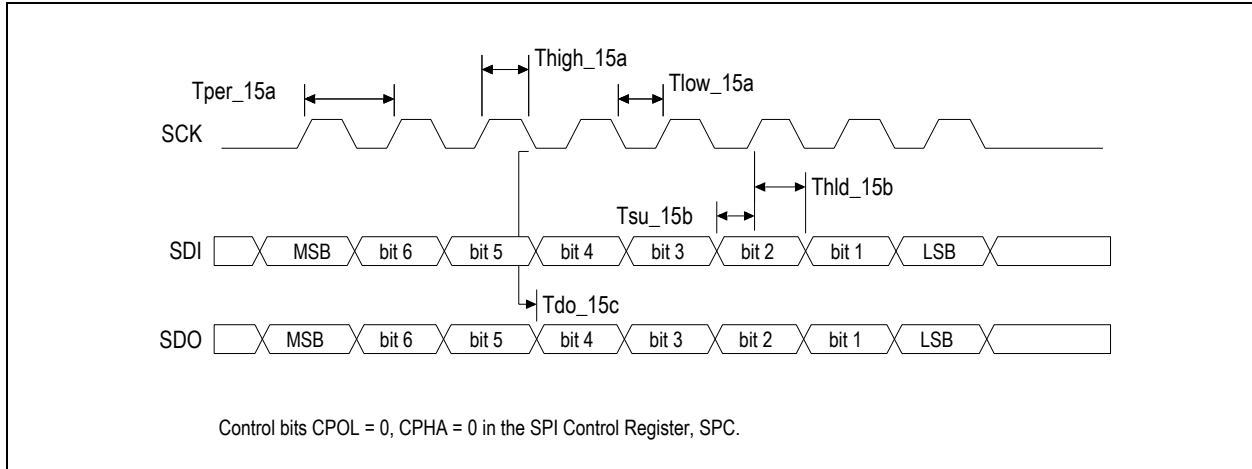 Thigh_15a
Tper_15a
Tlow_15a
SCK
Thld_15b
Tsu_15b
SDI MSB bit 6 bit 5 bit 4 bit 3 bit 2 bit 1 LSB
Tdo_15c
SDO MSB bit 6 bit 5 bit 4 bit 3 bit 2 bit 1 LSB
Control bits CPOL = 0, CPHA = 0 in the SPI Control Register, SPC.